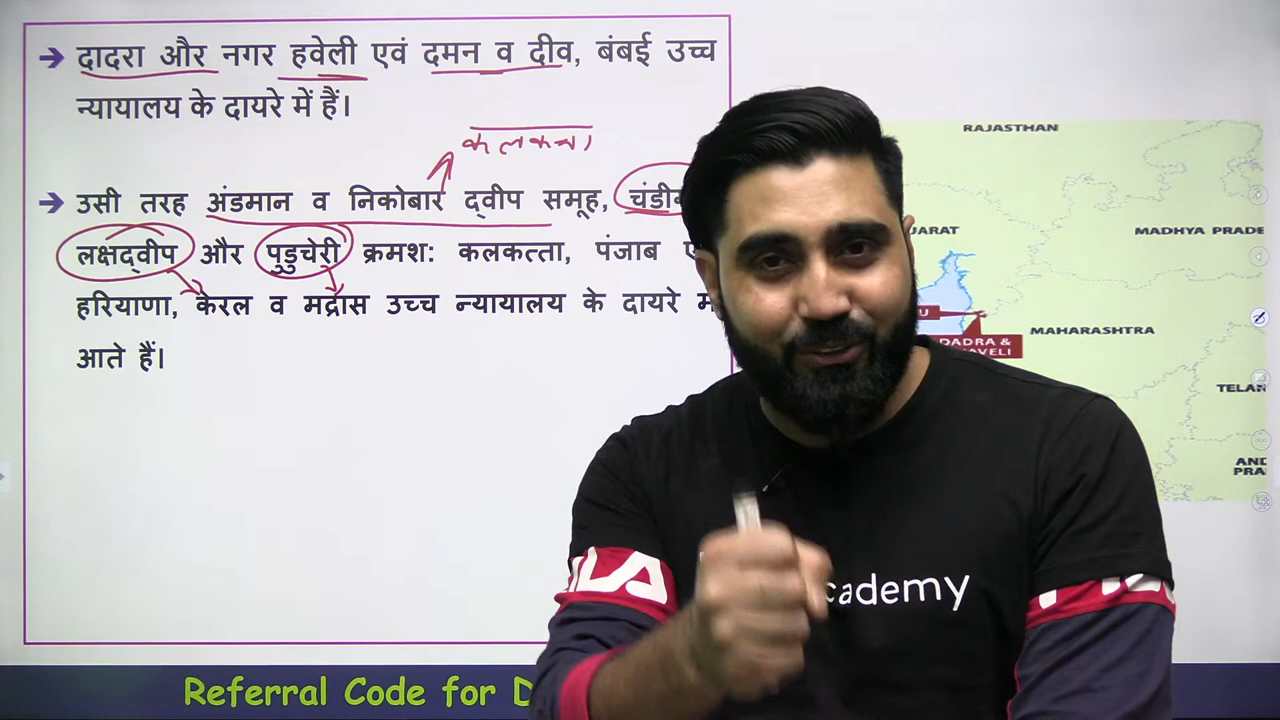 → दादरा और नगर हवेली एवं दमन व दीव, बंबई उच्च
न्यायालय के दायरे में हैं।
कलकत्ता
→ उसी तरह अंडमान व निकोबार द्वीप समूह,
लक्षद्वीप और पुडुचेरी क्रमश: कलकत्ता, पंजाब
हरियाणा, केरल व मद्रास उच्च न्यायालय के दायरे
आते हैं।
RAJASTHAN
MADHYA PRADE
MAHARASHTRA
DADRA &
TELAN
AND
PRA
cademy
Referral Code for D